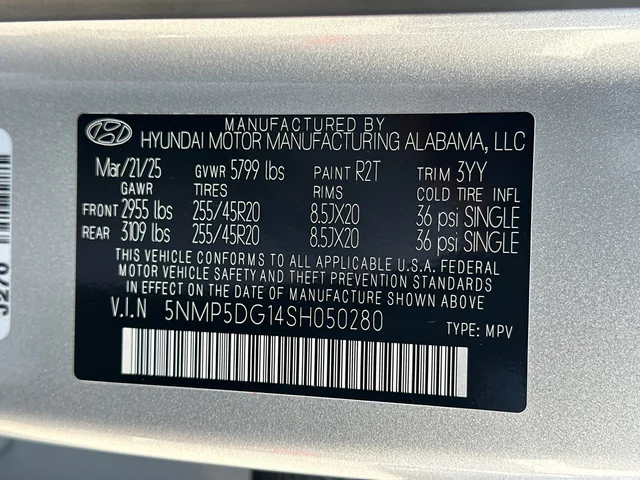 MANUFACTURED BY
HYUNDAI MOTOR MANUFACTURING ALABAMA, LLC
Mar/21/25 GVWR 5799 lbs PAINT R2T TRIM 3YY
GAWR TIRES RIMS COLD TIRE INFL
FRONT 2955 lbs 255/45R20 8.5JX20 36 psi SINGLE
REAR 3109 lbs 255/45R20 8.5JX20 36 psi SINGLE
THIS VEHICLE CONFORMS TO ALL APPLICABLE U.S.A. FEDERAL
MOTOR VEHICLE SAFETY AND THEFT PREVENTION STANDARDS
IN EFFECT ON THE DATE OF MANUFACTURE SHOWN ABOVE
V.I.N 5NMP5DG14SH050280 TYPE: MPV